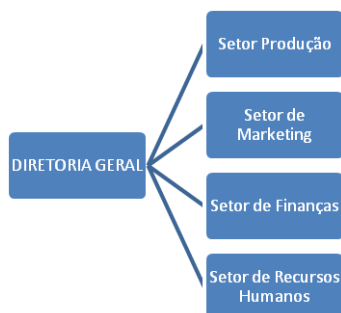 Setor Produção
Setor de
Marketing
DIRETORIA GERAL
Setor de Finanças
Setor de Recursos
Humanos